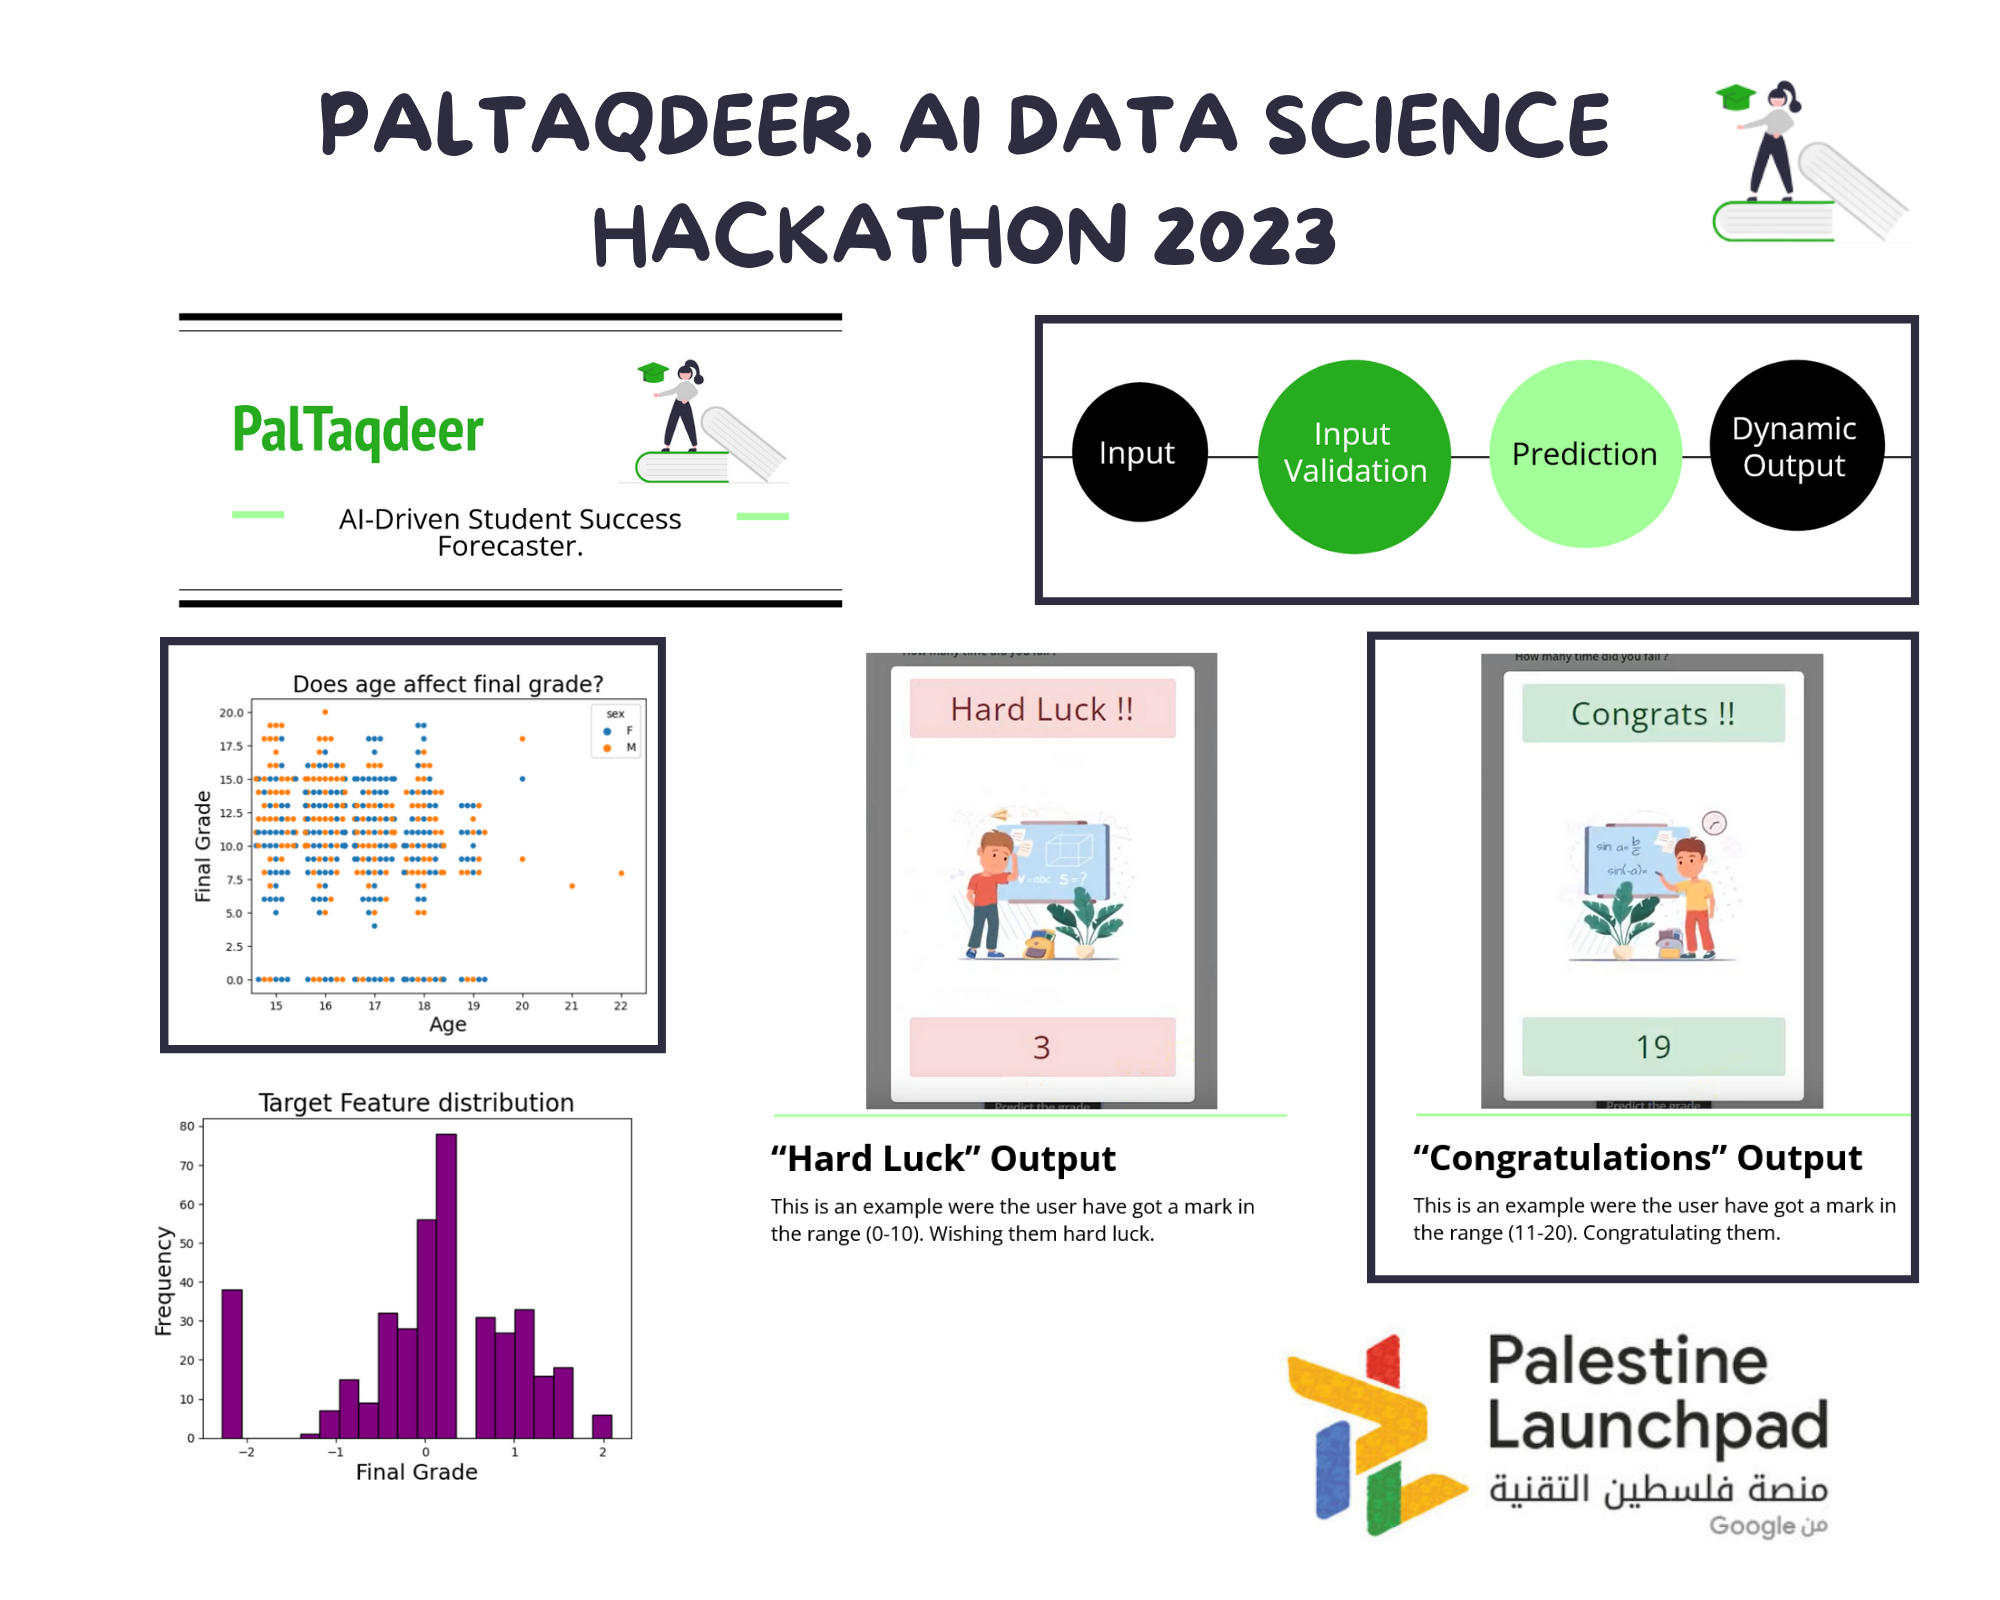 PALTAQDEER, AI DATA SCIENCE
HACKATHON 2023
PalTaqdeer
AI-Driven Student Success
Forecaster.
Input
Input
Validation
Prediction
Dynamic
Output
Does age affect final grade?
sex
F
M
Final Grade
20.0
17.5
15.0
12.5
10.0
7.5
5.0
2.5
0.0
15 16 17 18 19 20 21 22
Age
Target Feature distribution
Frequency
80
70
60
50
40
30
20
10
0
−2 −1 0 1 2
Final Grade
How many time did you fail ?
Hard Luck !!
v=abc S=?
3
Predict the grade
“Hard Luck” Output
This is an example were the user have got a mark in
the range (0-10). Wishing them hard luck.
How many time did you fail ?
Congrats !!
sin a= b/c
sin(-a)=
19
Predict the grade
“Congratulations” Output
This is an example were the user have got a mark in
the range (11-20). Congratulating them.
Palestine
Launchpad
منصة فلسطين التقنية
من Google